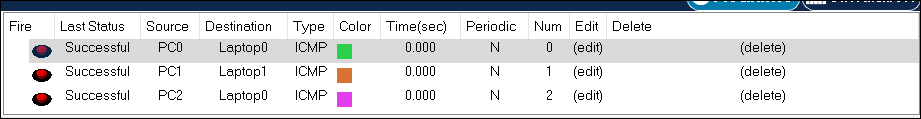 Fire Last Status Source Destination Type Color Time(sec) Periodic Num Edit Delete
Successful PC0 Laptop0 ICMP 0.000 N 0 (edit) (delete)
Successful PC1 Laptop1 ICMP 0.000 N 1 (edit) (delete)
Successful PC2 Laptop0 ICMP 0.000 N 2 (edit) (delete)